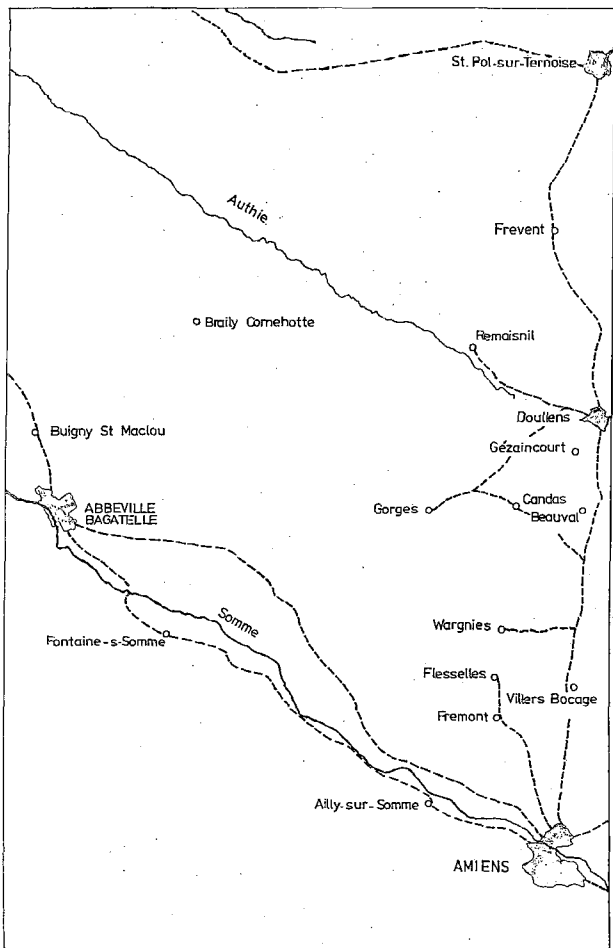 St. Pol-sur-Ternoise
Authie
Frevent
Braily Cornehotte
Remaisnil
Doullens
Buigny St Maclou
Gézaincourt
ABBEVILLE
BAGATELLE
Gorges
Candas
Beauval
Somme
Wargnies
Fontaine-s-Somme
Flesselles
Villers Bocage
Fremont
Ailly-sur-Somme
AMIENS